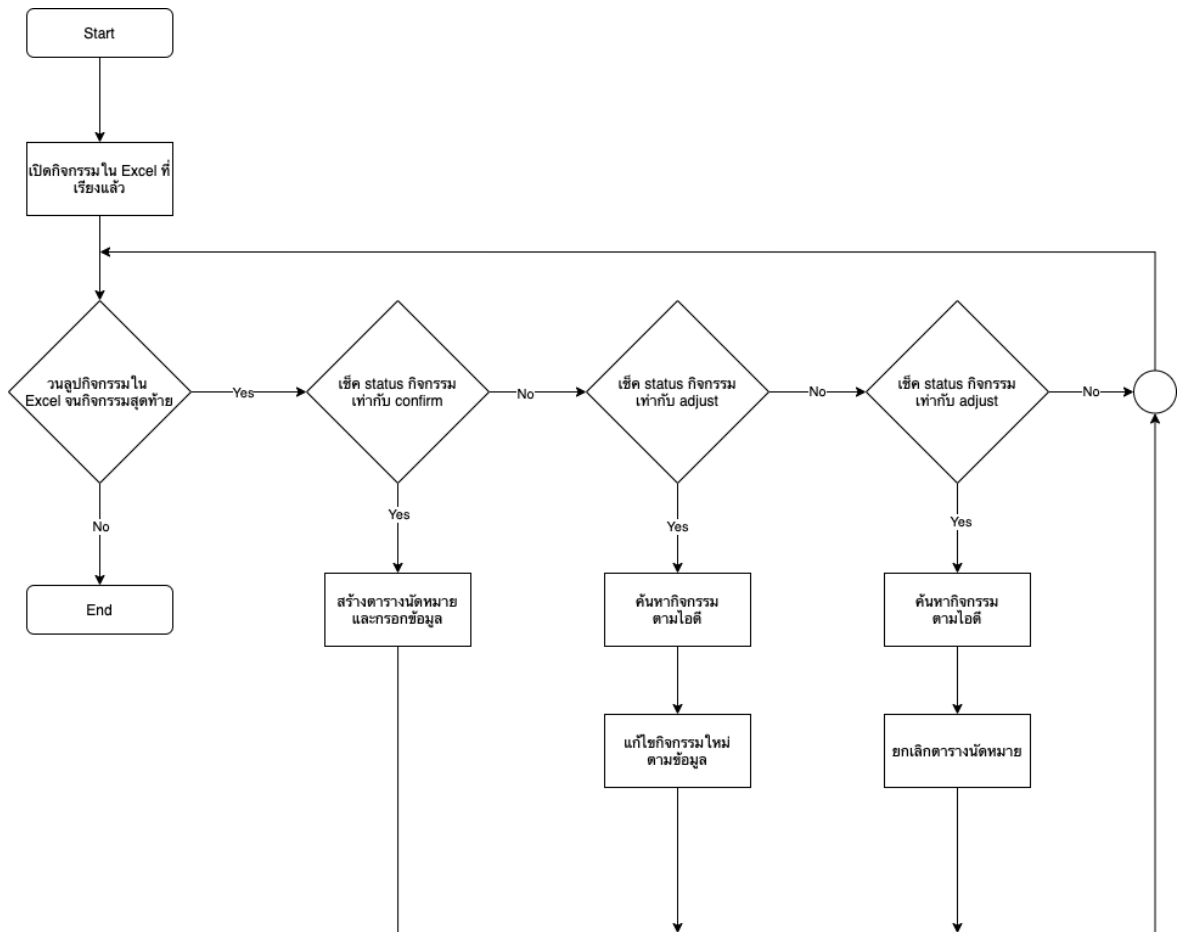 Start
เปิดกิจกรรมใน Excel ที่
เรียงแล้ว
วนลูปกิจกรรมใน
Excel จนกิจกรรมสุดท้าย
Yes
เช็ค status กิจกรรม
เท่ากับ confirm
No
เช็ค status กิจกรรม
เท่ากับ adjust
No
เช็ค status กิจกรรม
เท่ากับ adjust
No
No
Yes
Yes
Yes
End
สร้างตารางนัดหมาย
และกรอกข้อมูล
ค้นหากิจกรรม
ตามไอดี
ค้นหากิจกรรม
ตามไอดี
แก้ไขกิจกรรมใหม่
ตามข้อมูล
ยกเลิกตารางนัดหมาย